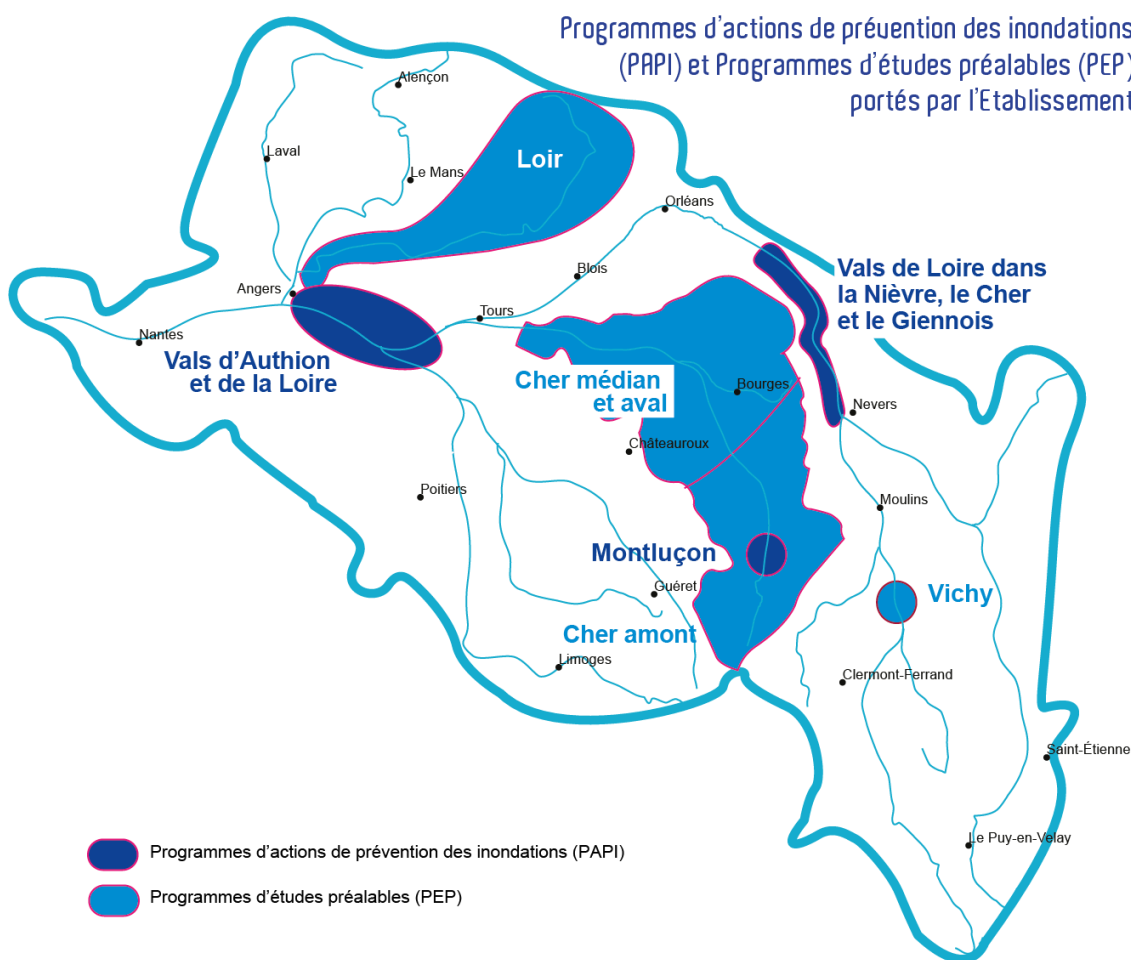 Programmes d'actions de prévention des inondations
(PAPI) et Programmes d'études préalables (PEP)
portés par l'Etablissement
Alençon
Laval
Loir
Le Mans
Orléans
Vals de Loire dans
la Nièvre, le Cher
et le Giennois
Blois
Angers
Tours
Nantes
Vals d'Authion
et de la Loire
Cher médian
et aval
Bourges
Nevers
Châteauroux
Poitiers
Moulins
Montluçon
Guéret
Vichy
Cher amont
Limoges
Clermont-Ferrand
Saint-Étienne
Le Puy-en-Velay
Programmes d'actions de prévention des inondations (PAPI)
Programmes d'études préalables (PEP)